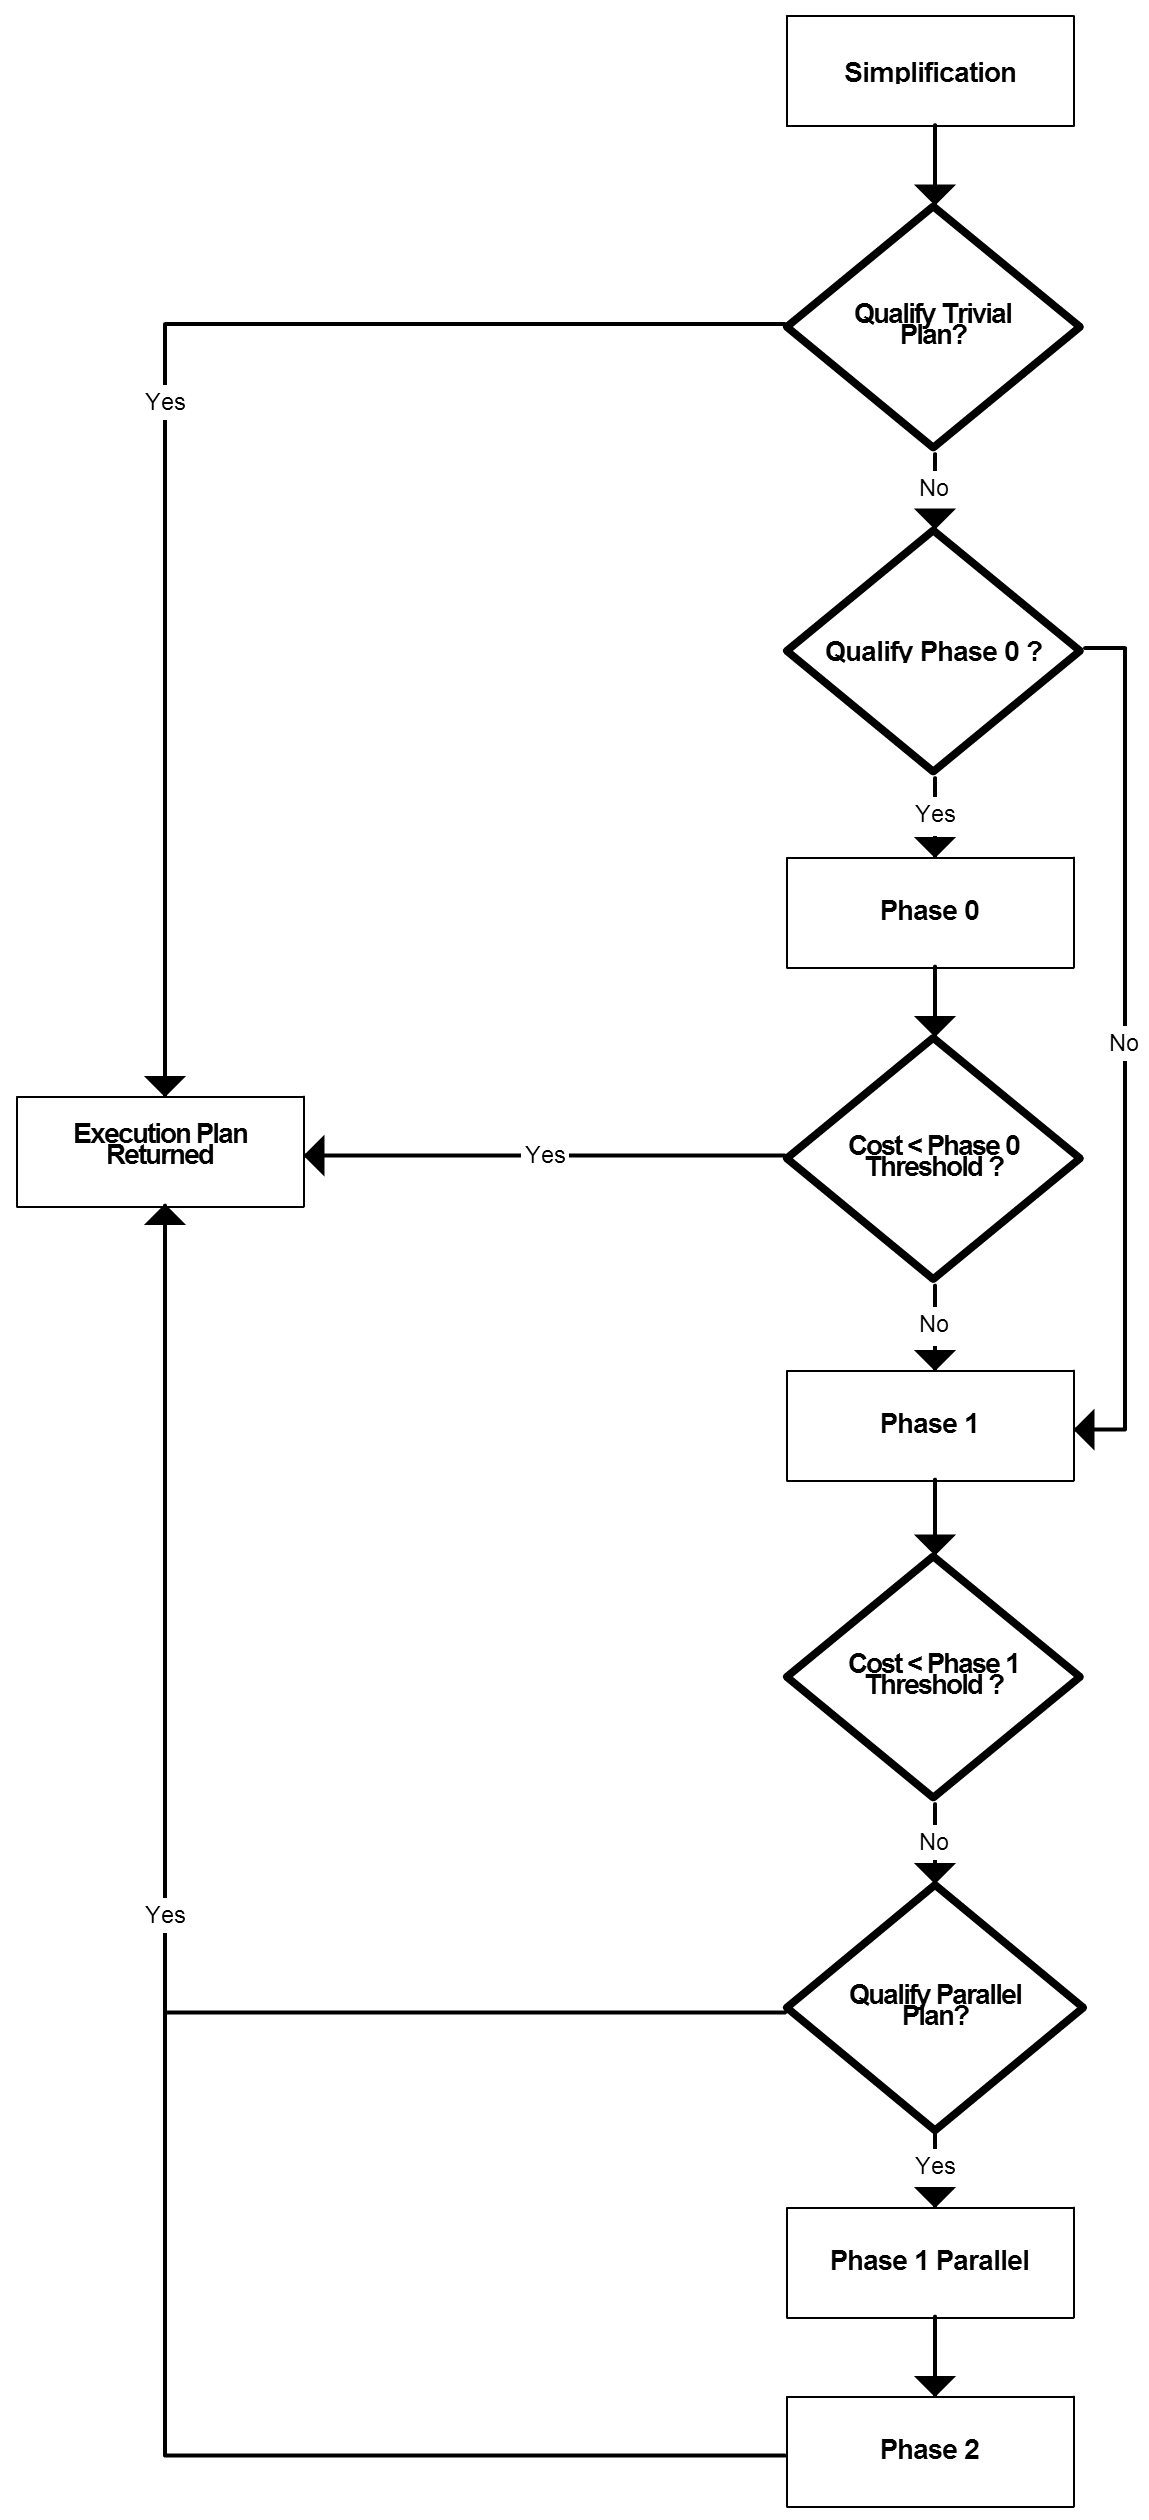 Simplification
Qualify Trivial
Plan?
Yes
No
Qualify Phase 0 ?
Yes
Phase 0
No
Execution Plan
Returned
Yes
Cost < Phase 0
Threshold ?
No
Phase 1
Cost < Phase 1
Threshold ?
No
Yes
Qualify Parallel
Plan?
Yes
Phase 1 Parallel
Phase 2